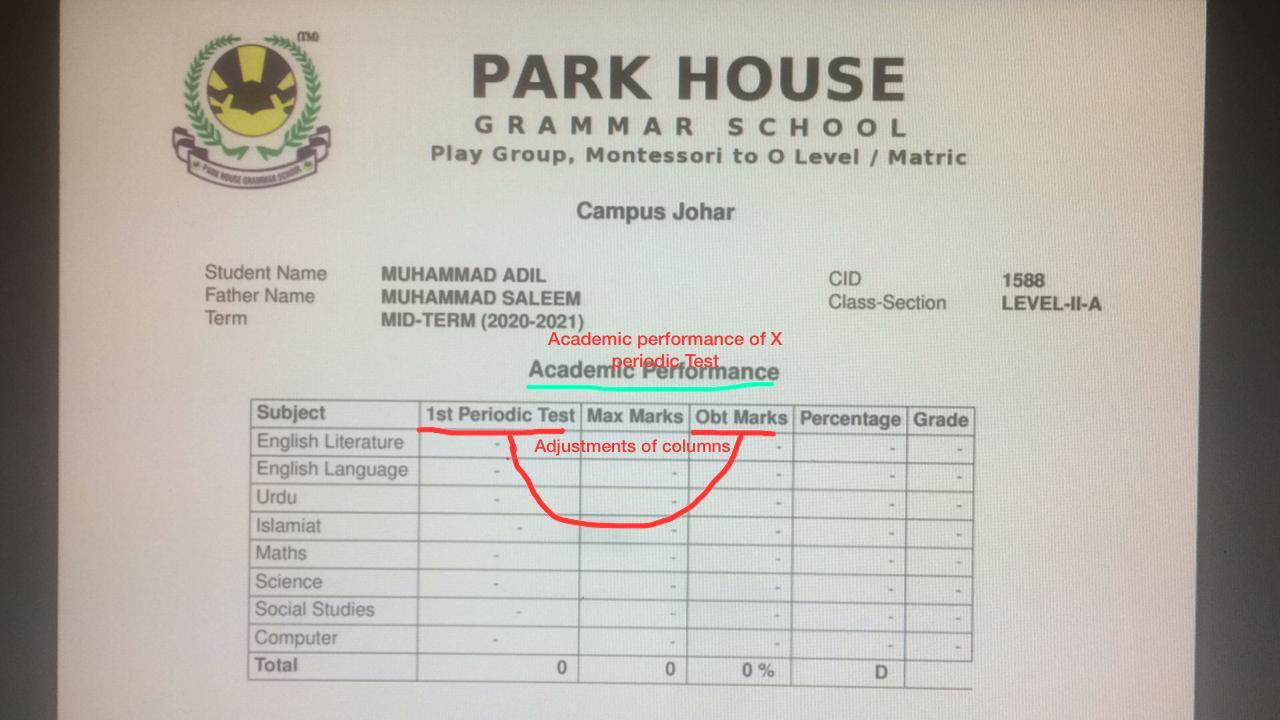 (TM)
PARK HOUSE
GRAMMAR SCHOOL
Play Group, Montessori to O Level / Matric
PARK HOUSE GRAMMAR SCHOOL
Campus Johar
Student Name MUHAMMAD ADIL CID 1588
Father Name MUHAMMAD SALEEM Class-Section LEVEL-II-A
Term MID-TERM (2020-2021)
Academic performance of X
periodic Test
Academic Performance
Subject 1st Periodic Test Max Marks Obt Marks Percentage Grade
Adjustments of columns
English Literature - - - - -
English Language - - - - -
Urdu - - - - -
Islamiat - - - - -
Maths - - - - -
Science - - - - -
Social Studies - - - - -
Computer - - - - -
Total 0 0 0 % D